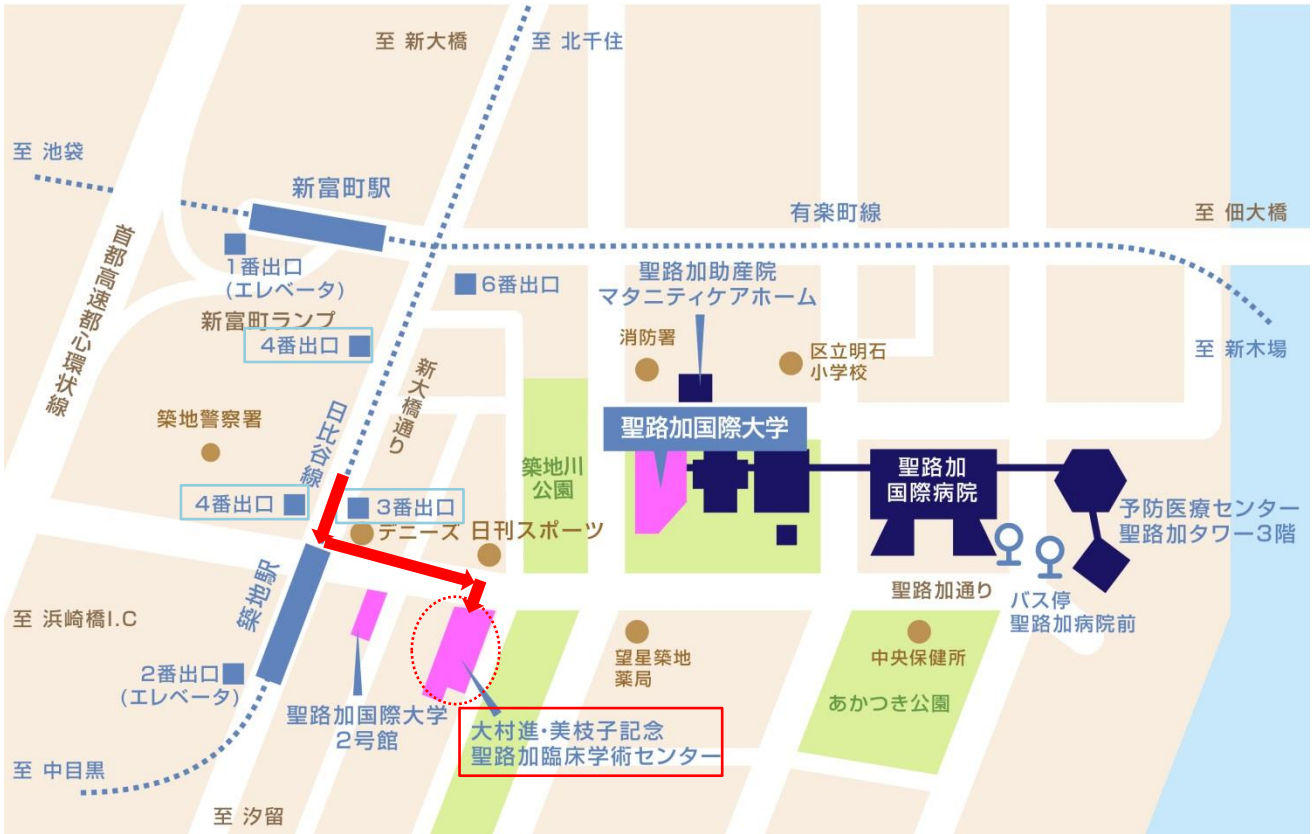 至 新大橋
至 北千住
至 池袋
新富町駅
有楽町線
至 佃大橋
1番出口
(エレベータ)
6番出口
聖路加助産院
マタニティケアホーム
首都高速都心環状線
新富町ランプ
4番出口
消防署
区立明石
小学校
至 新木場
新大橋通り
日比谷線
築地警察署
聖路加国際大学
築地川
公園
聖路加
国際病院
4番出口
3番出口
デニーズ
日刊スポーツ
予防医療センター
聖路加タワー3階
築地駅
聖路加通り
バス停
聖路加病院前
至 浜崎橋I.C
2番出口
(エレベータ)
望星築地
薬局
中央保健所
あかつき公園
聖路加国際大学
2号館
大村進・美枝子記念
聖路加臨床学術センター
至 中目黒
至 汐留